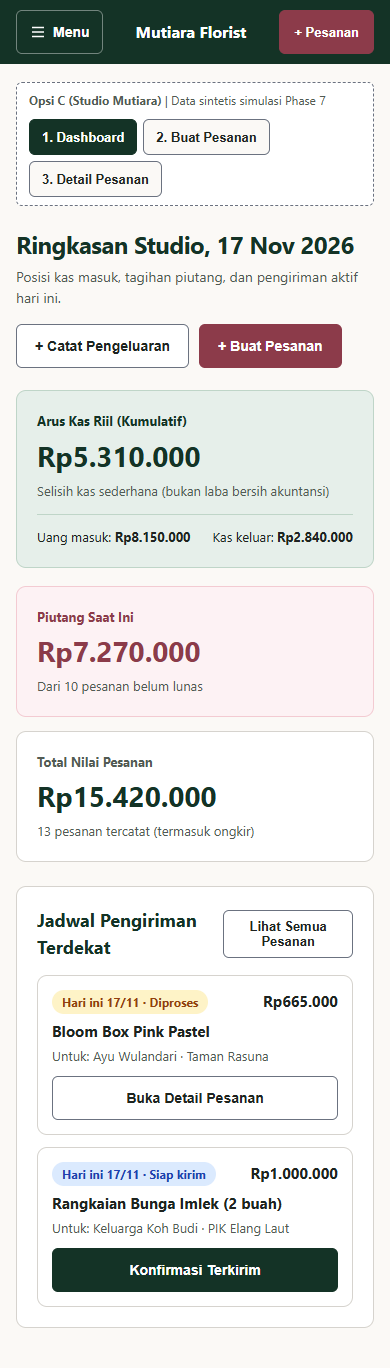 ☰ Menu
Mutiara Florist
+ Pesanan
Opsi C (Studio Mutiara) | Data sintetis simulasi Phase 7
1. Dashboard
2. Buat Pesanan
3. Detail Pesanan
Ringkasan Studio, 17 Nov 2026
Posisi kas masuk, tagihan piutang, dan pengiriman aktif
hari ini.
+ Catat Pengeluaran
+ Buat Pesanan
Arus Kas Riil (Kumulatif)
Rp5.310.000
Selisih kas sederhana (bukan laba bersih akuntansi)
Uang masuk: Rp8.150.000
Kas keluar: Rp2.840.000
Piutang Saat Ini
Rp7.270.000
Dari 10 pesanan belum lunas
Total Nilai Pesanan
Rp15.420.000
13 pesanan tercatat (termasuk ongkir)
Jadwal Pengiriman
Terdekat
Lihat Semua
Pesanan
Hari ini 17/11 · Diproses
Rp665.000
Bloom Box Pink Pastel
Untuk: Ayu Wulandari · Taman Rasuna
Buka Detail Pesanan
Hari ini 17/11 · Siap kirim
Rp1.000.000
Rangkaian Bunga Imlek (2 buah)
Untuk: Keluarga Koh Budi · PIK Elang Laut
Konfirmasi Terkirim